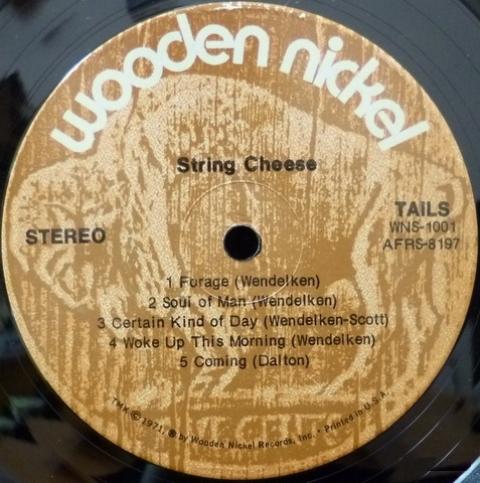 wooden nickel
String Cheese
STEREO
TAILS
WNS-1001
AFRS-8197
1 Forage (Wendelken)
2 Soul of Man (Wendelken)
3 Certain Kind of Day (Wendelken-Scott)
4 Woke Up This Morning (Wendelken)
5 Coming (Dalton)
TMK © 1971, ℗ by Wooden Nickel Records, Inc. • Printed in U.S.A.